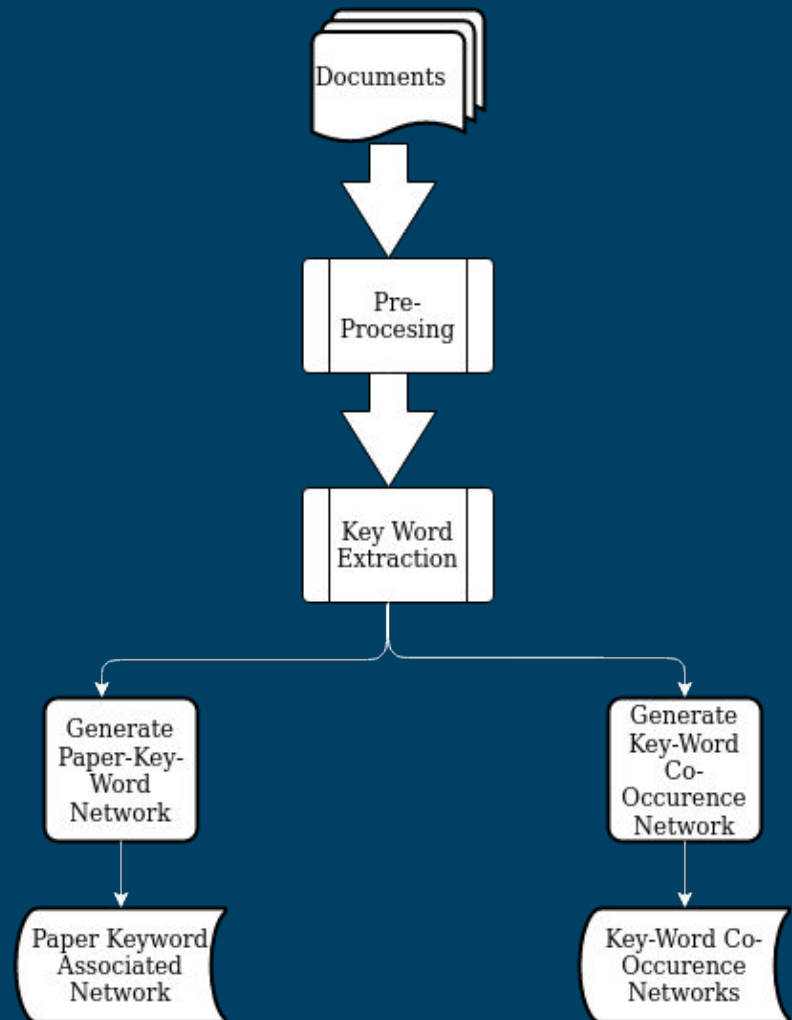 Documents
Pre-
Procesing
Key Word
Extraction
Generate
Paper-Key-
Word
Network
Generate
Key-Word
Co-
Occurence
Network
Paper Keyword
Associated
Network
Key-Word Co-
Occurence
Networks